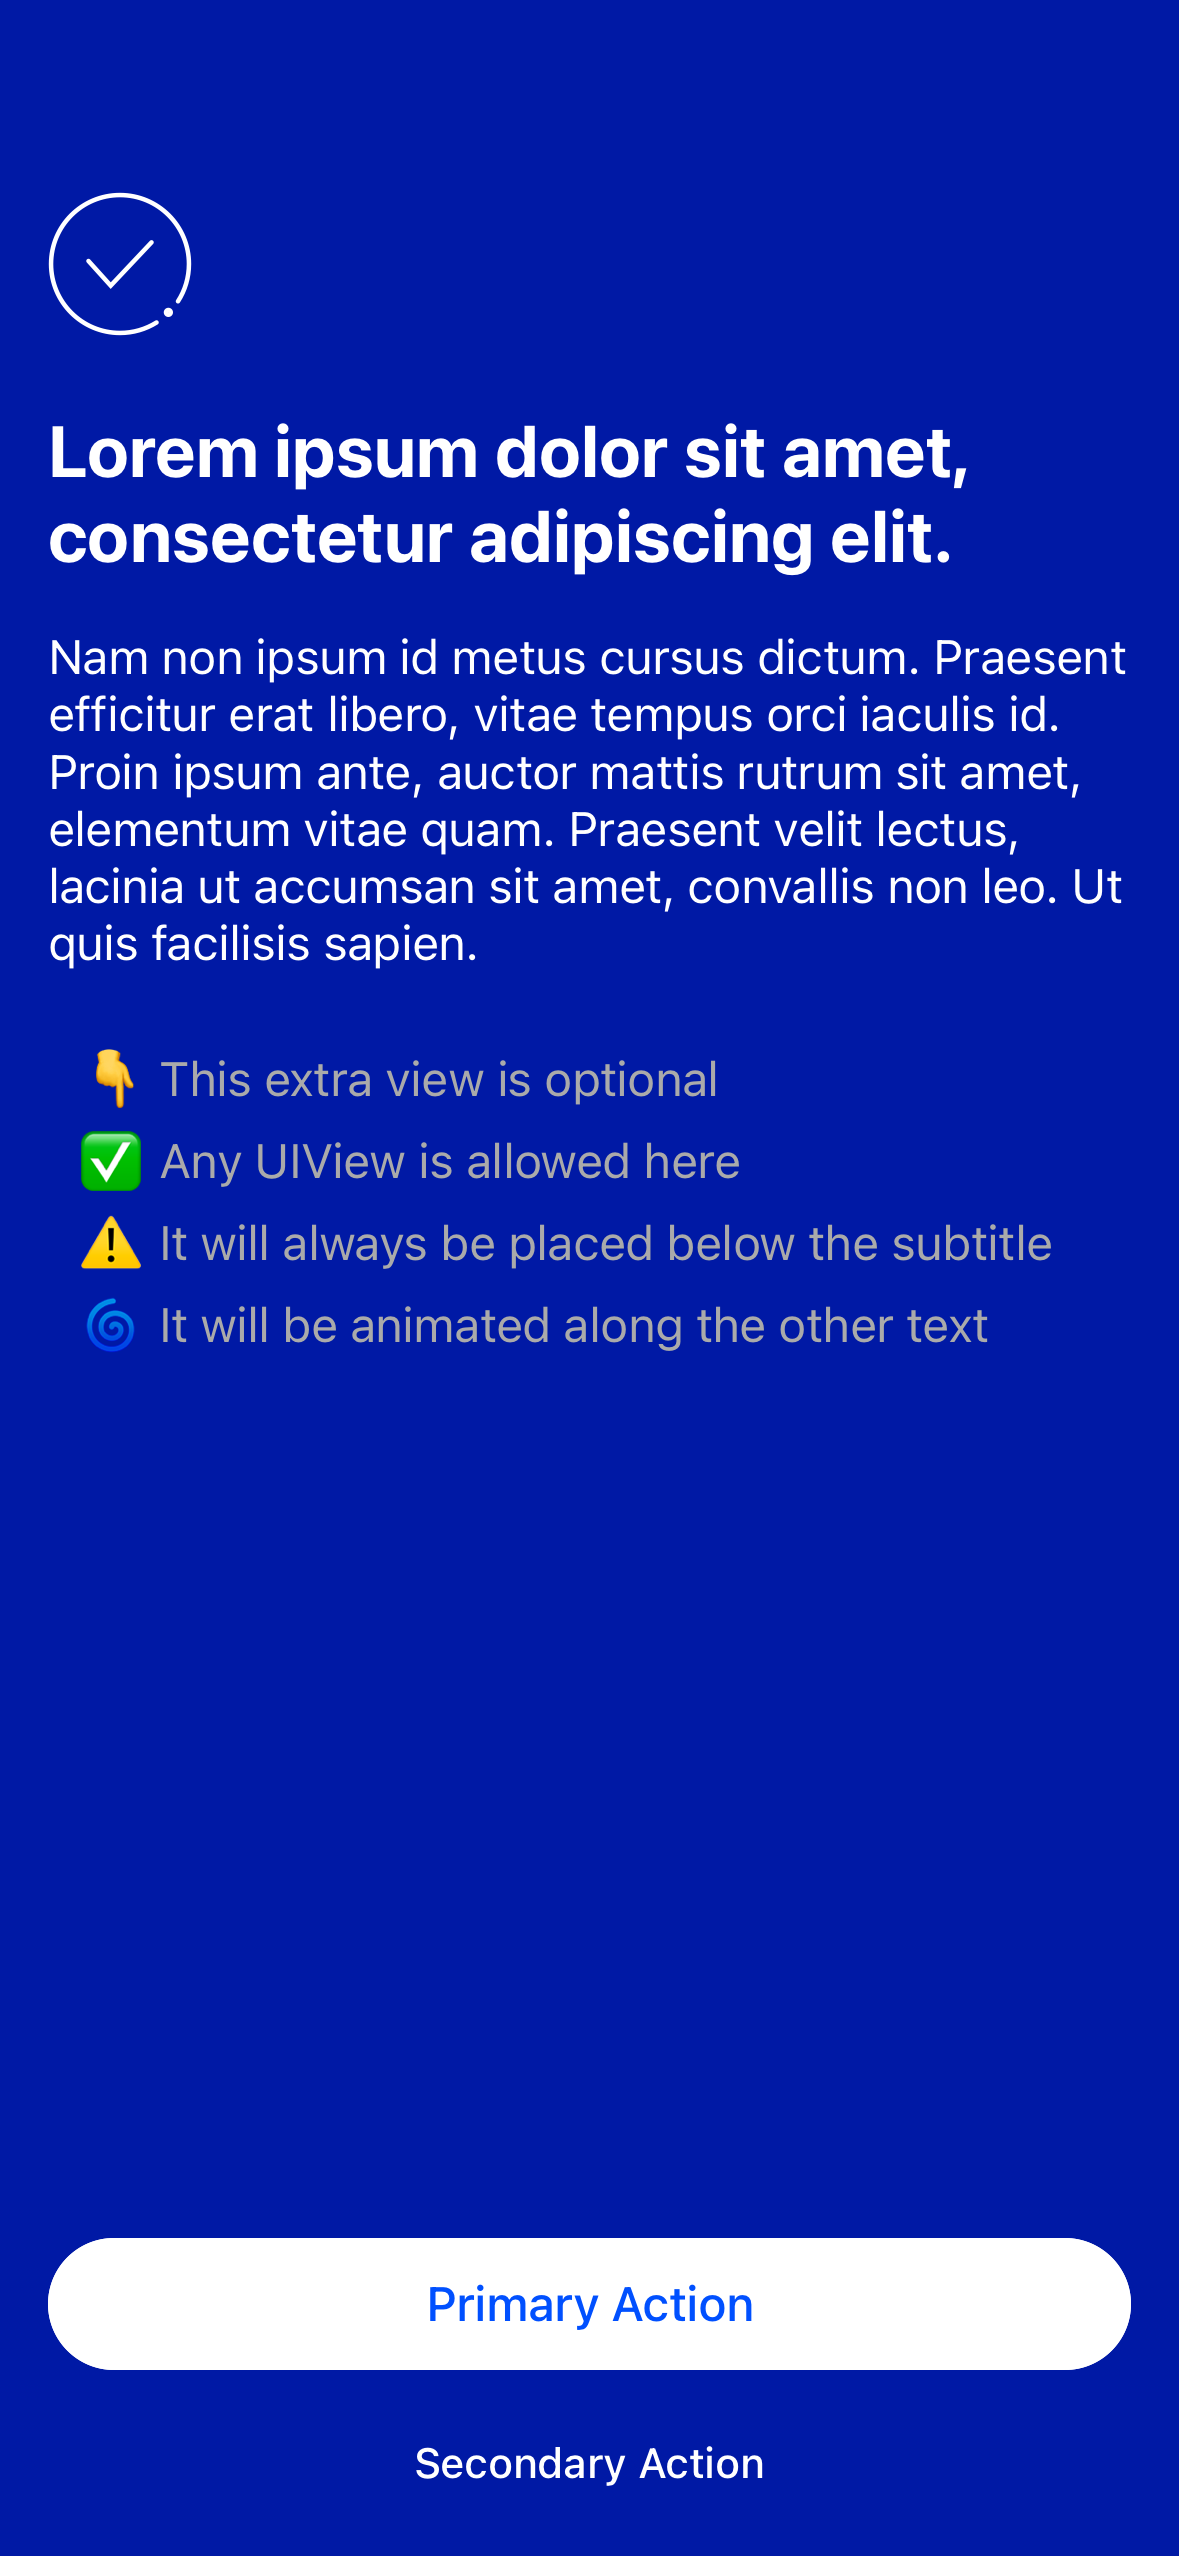 Lorem ipsum dolor sit amet,
consectetur adipiscing elit.
Nam non ipsum id metus cursus dictum. Praesent
efficitur erat libero, vitae tempus orci iaculis id.
Proin ipsum ante, auctor mattis rutrum sit amet,
elementum vitae quam. Praesent velit lectus,
lacinia ut accumsan sit amet, convallis non leo. Ut
quis facilisis sapien.
👇 This extra view is optional
✅ Any UIView is allowed here
⚠️ It will always be placed below the subtitle
🌀 It will be animated along the other text
Primary Action
Secondary Action